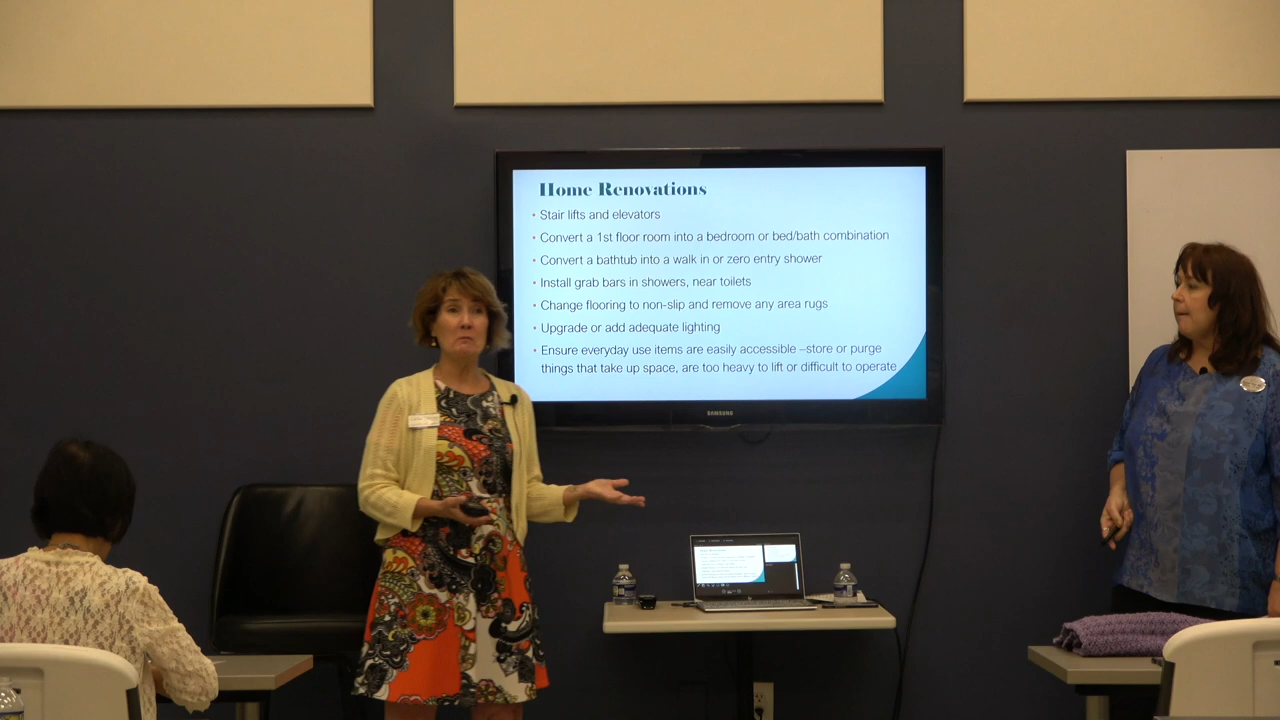 Home Renovations
• Stair lifts and elevators
• Convert a 1st floor room into a bedroom or bed/bath combination
• Convert a bathtub into a walk in or zero entry shower
• Install grab bars in showers, near toilets
• Change flooring to non-slip and remove any area rugs
• Upgrade or add adequate lighting
• Ensure everyday use items are easily accessible –store or purge
things that take up space, are too heavy to lift or difficult to operate
SAMSUNG